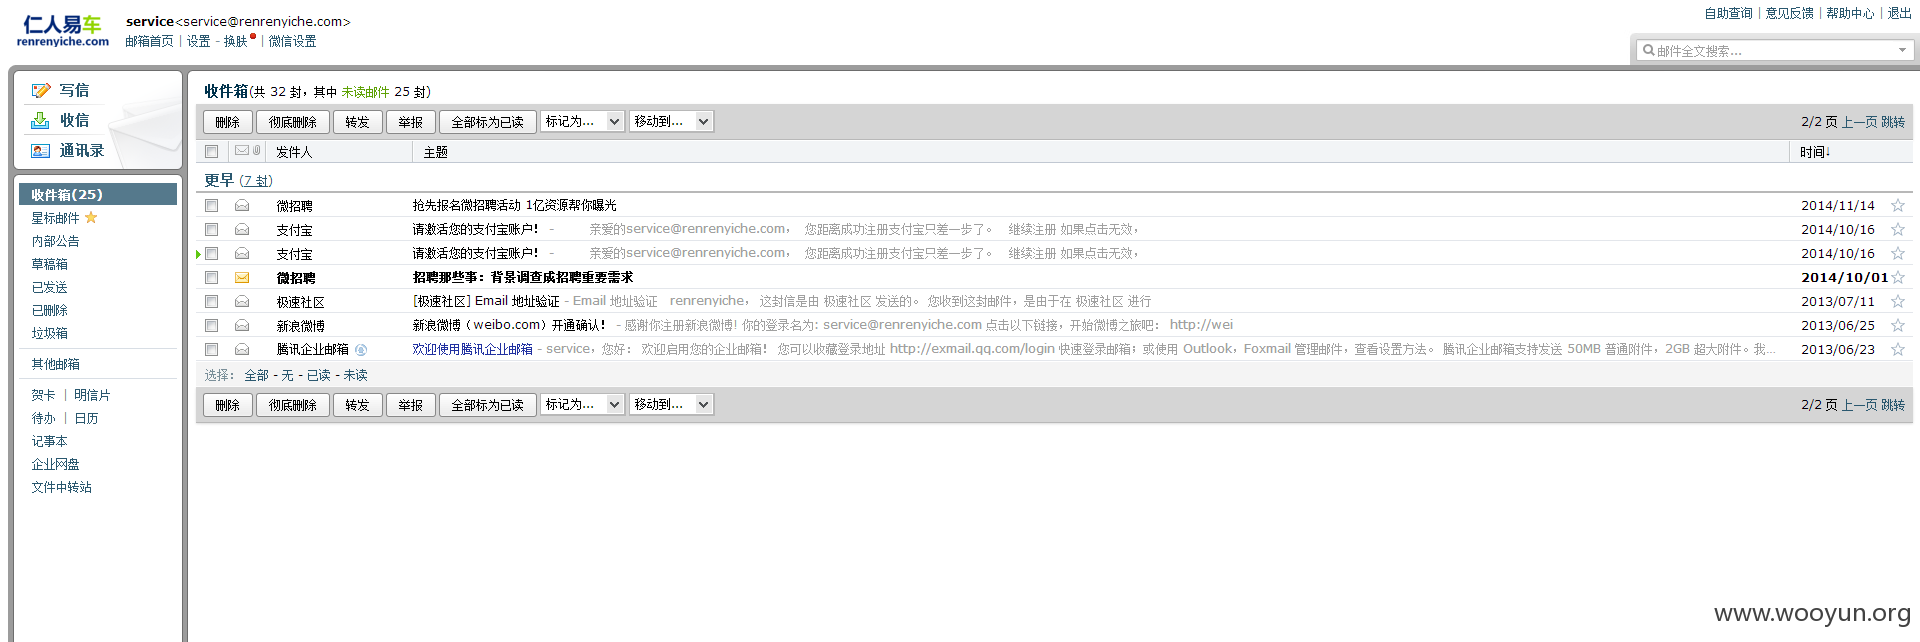 仁人易车
renrenyiche.com
service<service@renrenyiche.com>
邮箱首页 | 设置 - 换肤 | 微信设置
自助查询 | 意见反馈 | 帮助中心 | 退出
邮件全文搜索...
写信
收信
通讯录
收件箱(25)
星标邮件
内部公告
草稿箱
已发送
已删除
垃圾箱
其他邮箱
贺卡 | 明信片
待办 | 日历
记事本
企业网盘
文件中转站
收件箱(共 32 封，其中 未读邮件 25 封)
删除 彻底删除 转发 举报 全部标为已读 标记为... 移动到... 2/2 页 上一页 跳转
发件人 主题 时间↓
更早 (7 封)
微招聘 抢先报名微招聘活动 1亿资源帮你曝光 2014/11/14
支付宝 请激活您的支付宝账户! - 亲爱的service@renrenyiche.com， 您距离成功注册支付宝只差一步了。 继续注册 如果点击无效， 2014/10/16
支付宝 请激活您的支付宝账户! - 亲爱的service@renrenyiche.com， 您距离成功注册支付宝只差一步了。 继续注册 如果点击无效， 2014/10/16
微招聘 招聘那些事：背景调查成招聘重要需求 2014/10/01
极速社区 [极速社区] Email 地址验证 - Email 地址验证 renrenyiche， 这封信是由 极速社区 发送的。 您收到这封邮件，是由于在 极速社区 进行 2013/07/11
新浪微博 新浪微博（weibo.com）开通确认! - 感谢你注册新浪微博! 你的登录名为: service@renrenyiche.com 点击以下链接，开始微博之旅吧： http://wei 2013/06/25
腾讯企业邮箱 欢迎使用腾讯企业邮箱 - service，您好： 欢迎启用您的企业邮箱! 您可以收藏登录地址 http://exmail.qq.com/login 快速登录邮箱；或使用 Outlook，Foxmail 管理邮件，查看设置方法。 腾讯企业邮箱支持发送 50MB 普通附件，2GB 超大附件。我... 2013/06/23
选择： 全部 - 无 - 已读 - 未读
删除 彻底删除 转发 举报 全部标为已读 标记为... 移动到... 2/2 页 上一页 跳转
www.wooyun.org